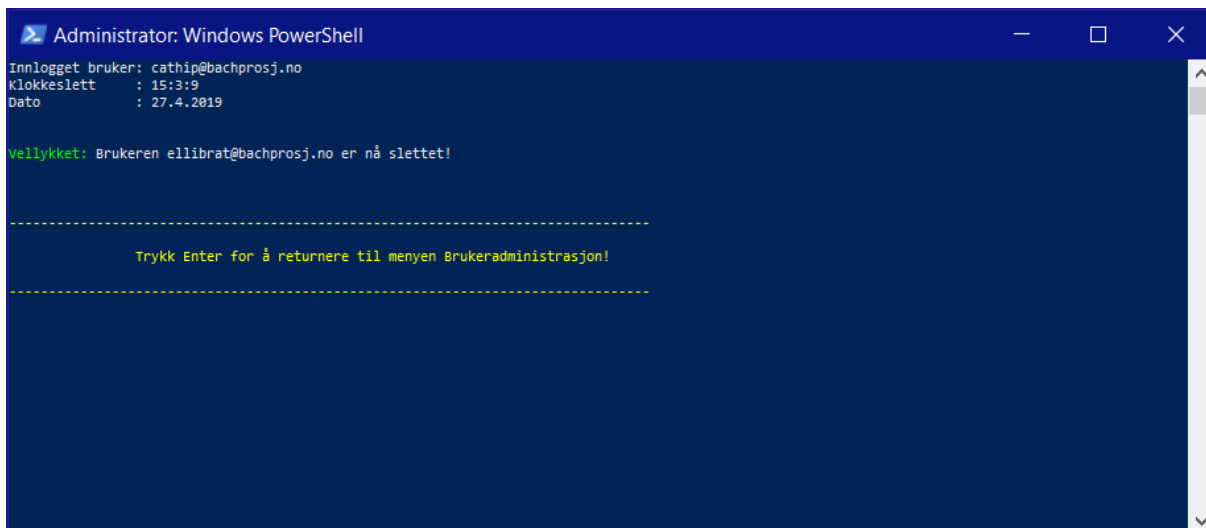 Administrator: Windows PowerShell
Innlogget bruker: cathip@bachprosj.no
Klokkeslett : 15:3:9
Dato : 27.4.2019
Vellykket: Brukeren ellibrat@bachprosj.no er nå slettet!
--------------------------------------------------------------------------------
Trykk Enter for å returnere til menyen Brukeradministrasjon!
--------------------------------------------------------------------------------